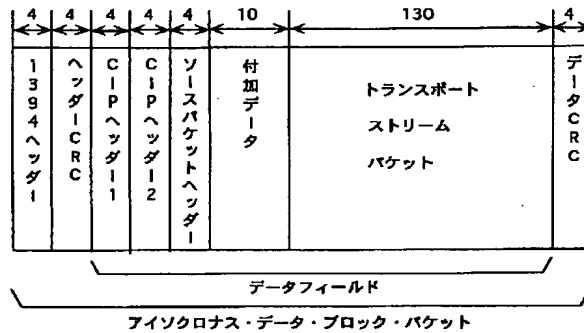 4 4 4 4 4 10 130 4
1394ヘッダー
ヘッダーCRC
CIPヘッダー1
CIPヘッダー2
ソースパケットヘッダー
付加データ
トランスポート
ストリーム
パケット
データCRC
データフィールド
アイソクロナス・データ・ブロック・パケット